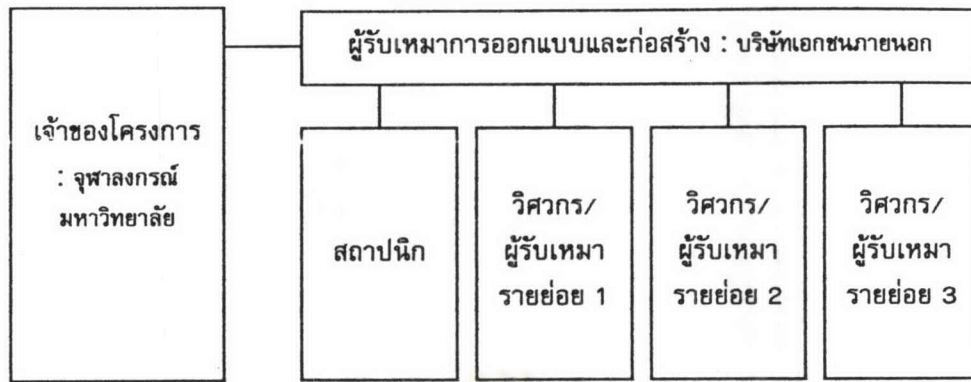 ผู้รับเหมาการออกแบบและก่อสร้าง : บริษัทเอกชนภายนอก
เจ้าของโครงการ
: จุฬาลงกรณ์
มหาวิทยาลัย
สถาปนิก
วิศวกร/
ผู้รับเหมา
รายย่อย 1
วิศวกร/
ผู้รับเหมา
รายย่อย 2
วิศวกร/
ผู้รับเหมา
รายย่อย 3